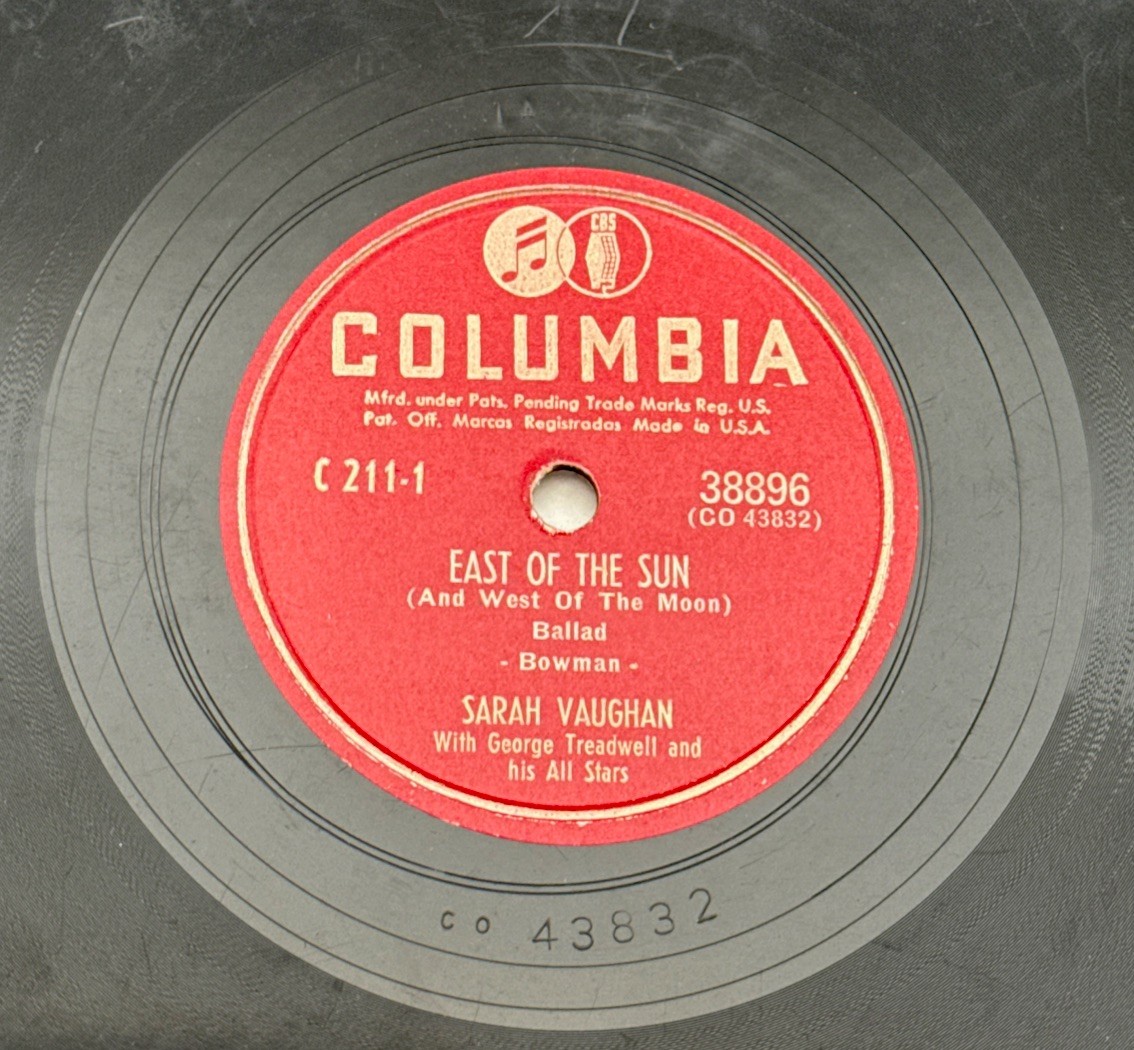 CBS
COLUMBIA
Mfrd. under Pats. Pending Trade Marks Reg. U.S.
Pat. Off. Marcas Registradas Made in U.S.A.
C 211-1
38896
(CO 43832)
EAST OF THE SUN
(And West Of The Moon)
Ballad
- Bowman -
SARAH VAUGHAN
With George Treadwell and
his All Stars
CO 43832